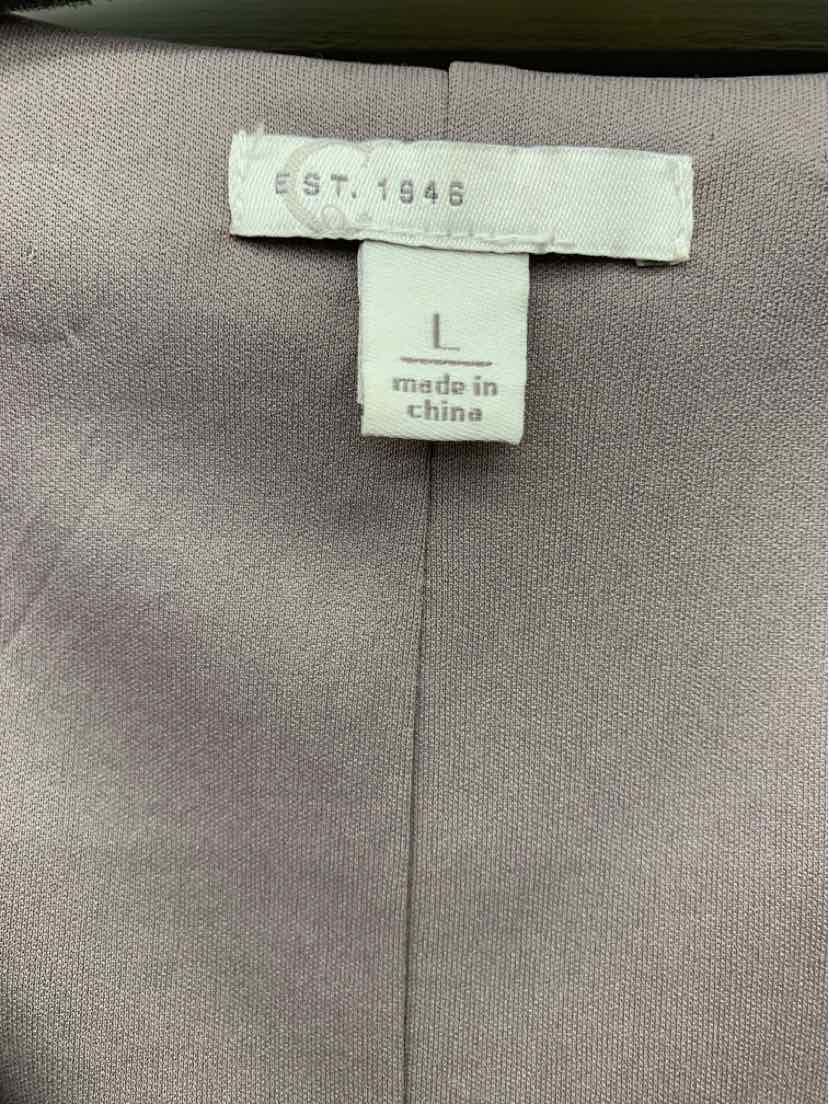 EST. 1946
L
made in
china